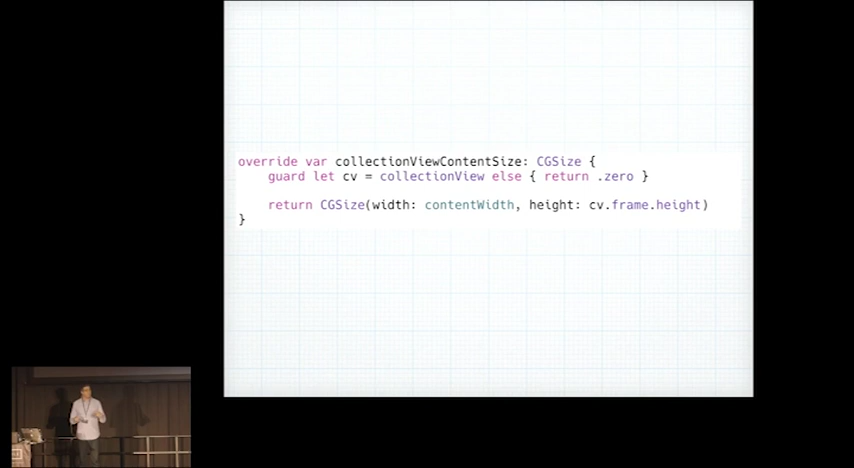 override var collectionViewContentSize: CGSize {
guard let cv = collectionView else { return .zero }
return CGSize(width: contentWidth, height: cv.frame.height)
}